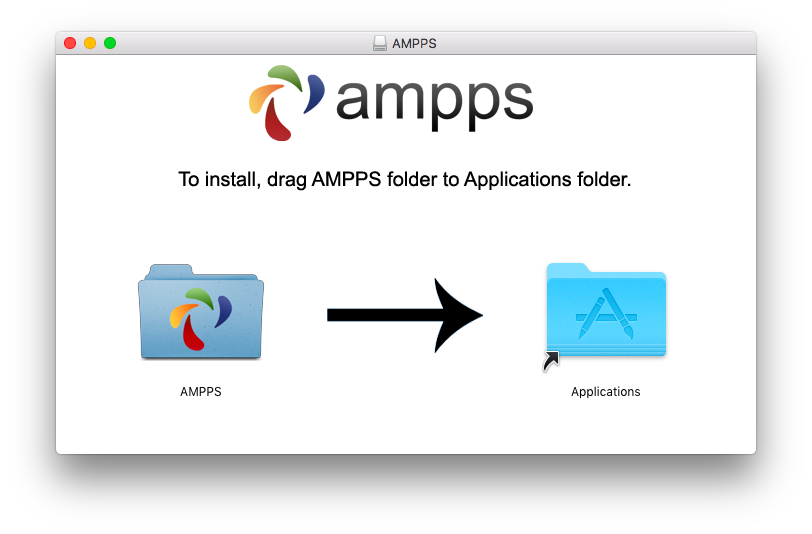 AMPPS
ampps
To install, drag AMPPS folder to Applications folder.
AMPPS
Applications